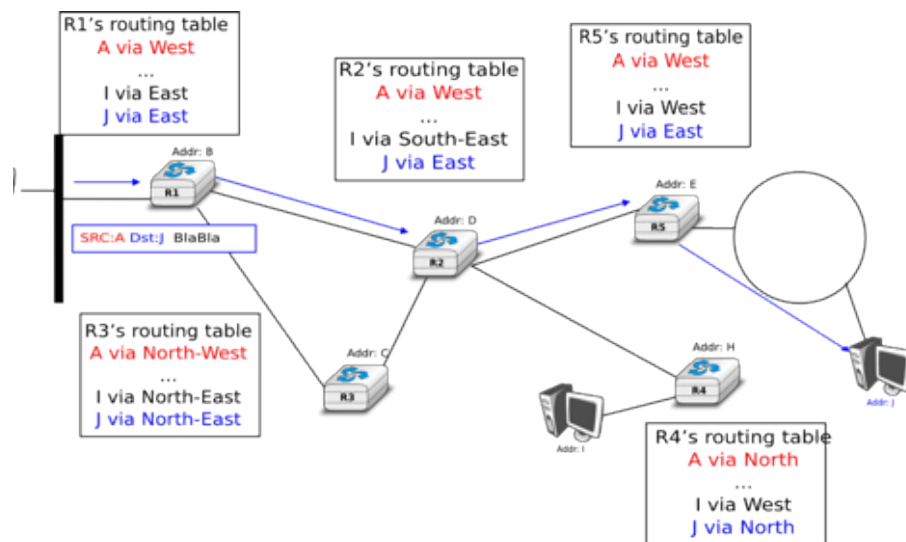 R1's routing table
A via West
...
I via East
J via East
R2's routing table
A via West
...
I via South-East
J via East
R5's routing table
A via West
...
I via West
J via East
Addr: B
R1
SRC:A Dst:J BlaBla
Addr: D
R2
Addr: E
R5
R3's routing table
A via North-West
...
I via North-East
J via North-East
Addr: C
R3
Addr: H
R4
Addr: I
Addr: J
R4's routing table
A via North
...
I via West
J via North